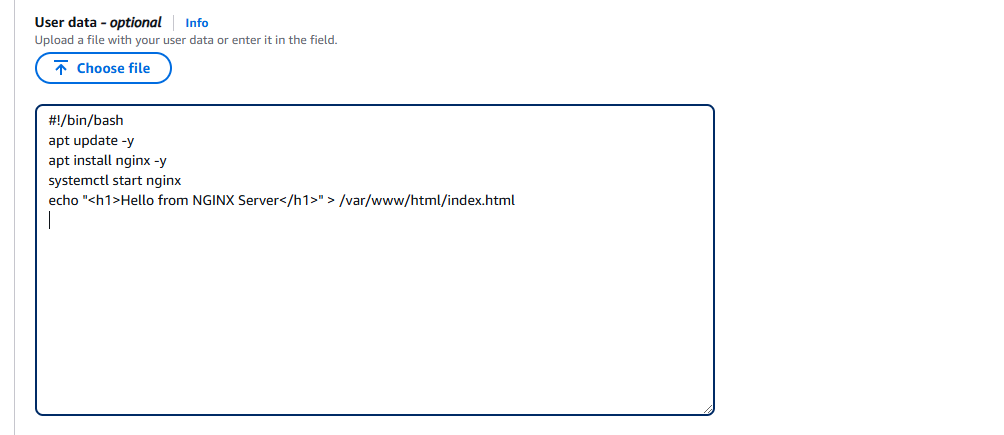 User data - optional Info
Upload a file with your user data or enter it in the field.
Choose file
#!/bin/bash
apt update -y
apt install nginx -y
systemctl start nginx
echo "<h1>Hello from NGINX Server</h1>" > /var/www/html/index.html